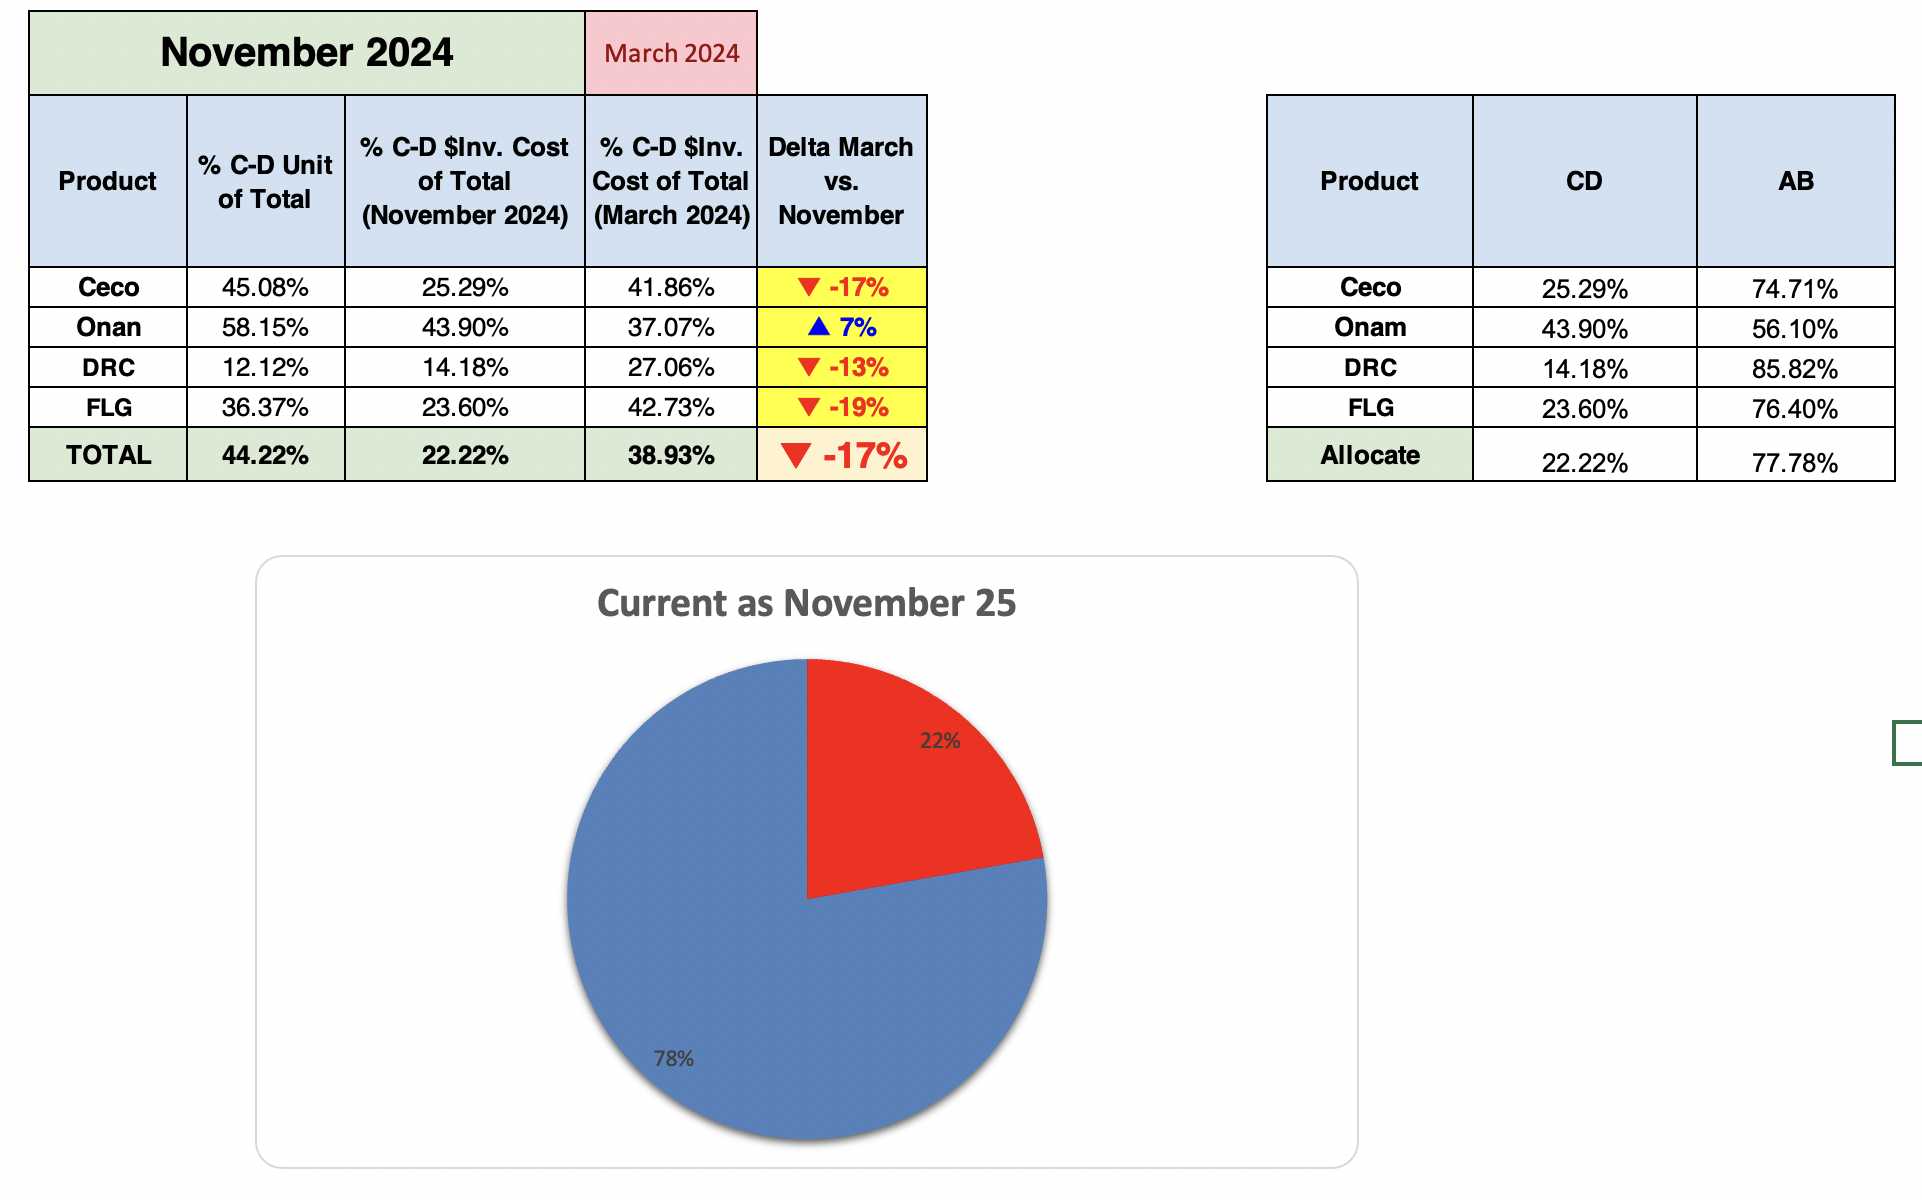 November 2024 March 2024
Product % C-D Unit of Total % C-D $Inv. Cost of Total (November 2024) % C-D $Inv. Cost of Total (March 2024) Delta March vs. November
Ceco 45.08% 25.29% 41.86% ▼ -17%
Onan 58.15% 43.90% 37.07% ▲ 7%
DRC 12.12% 14.18% 27.06% ▼ -13%
FLG 36.37% 23.60% 42.73% ▼ -19%
TOTAL 44.22% 22.22% 38.93% ▼ -17%
Product CD AB
Ceco 25.29% 74.71%
Onam 43.90% 56.10%
DRC 14.18% 85.82%
FLG 23.60% 76.40%
Allocate 22.22% 77.78%
Current as November 25
22%
78%